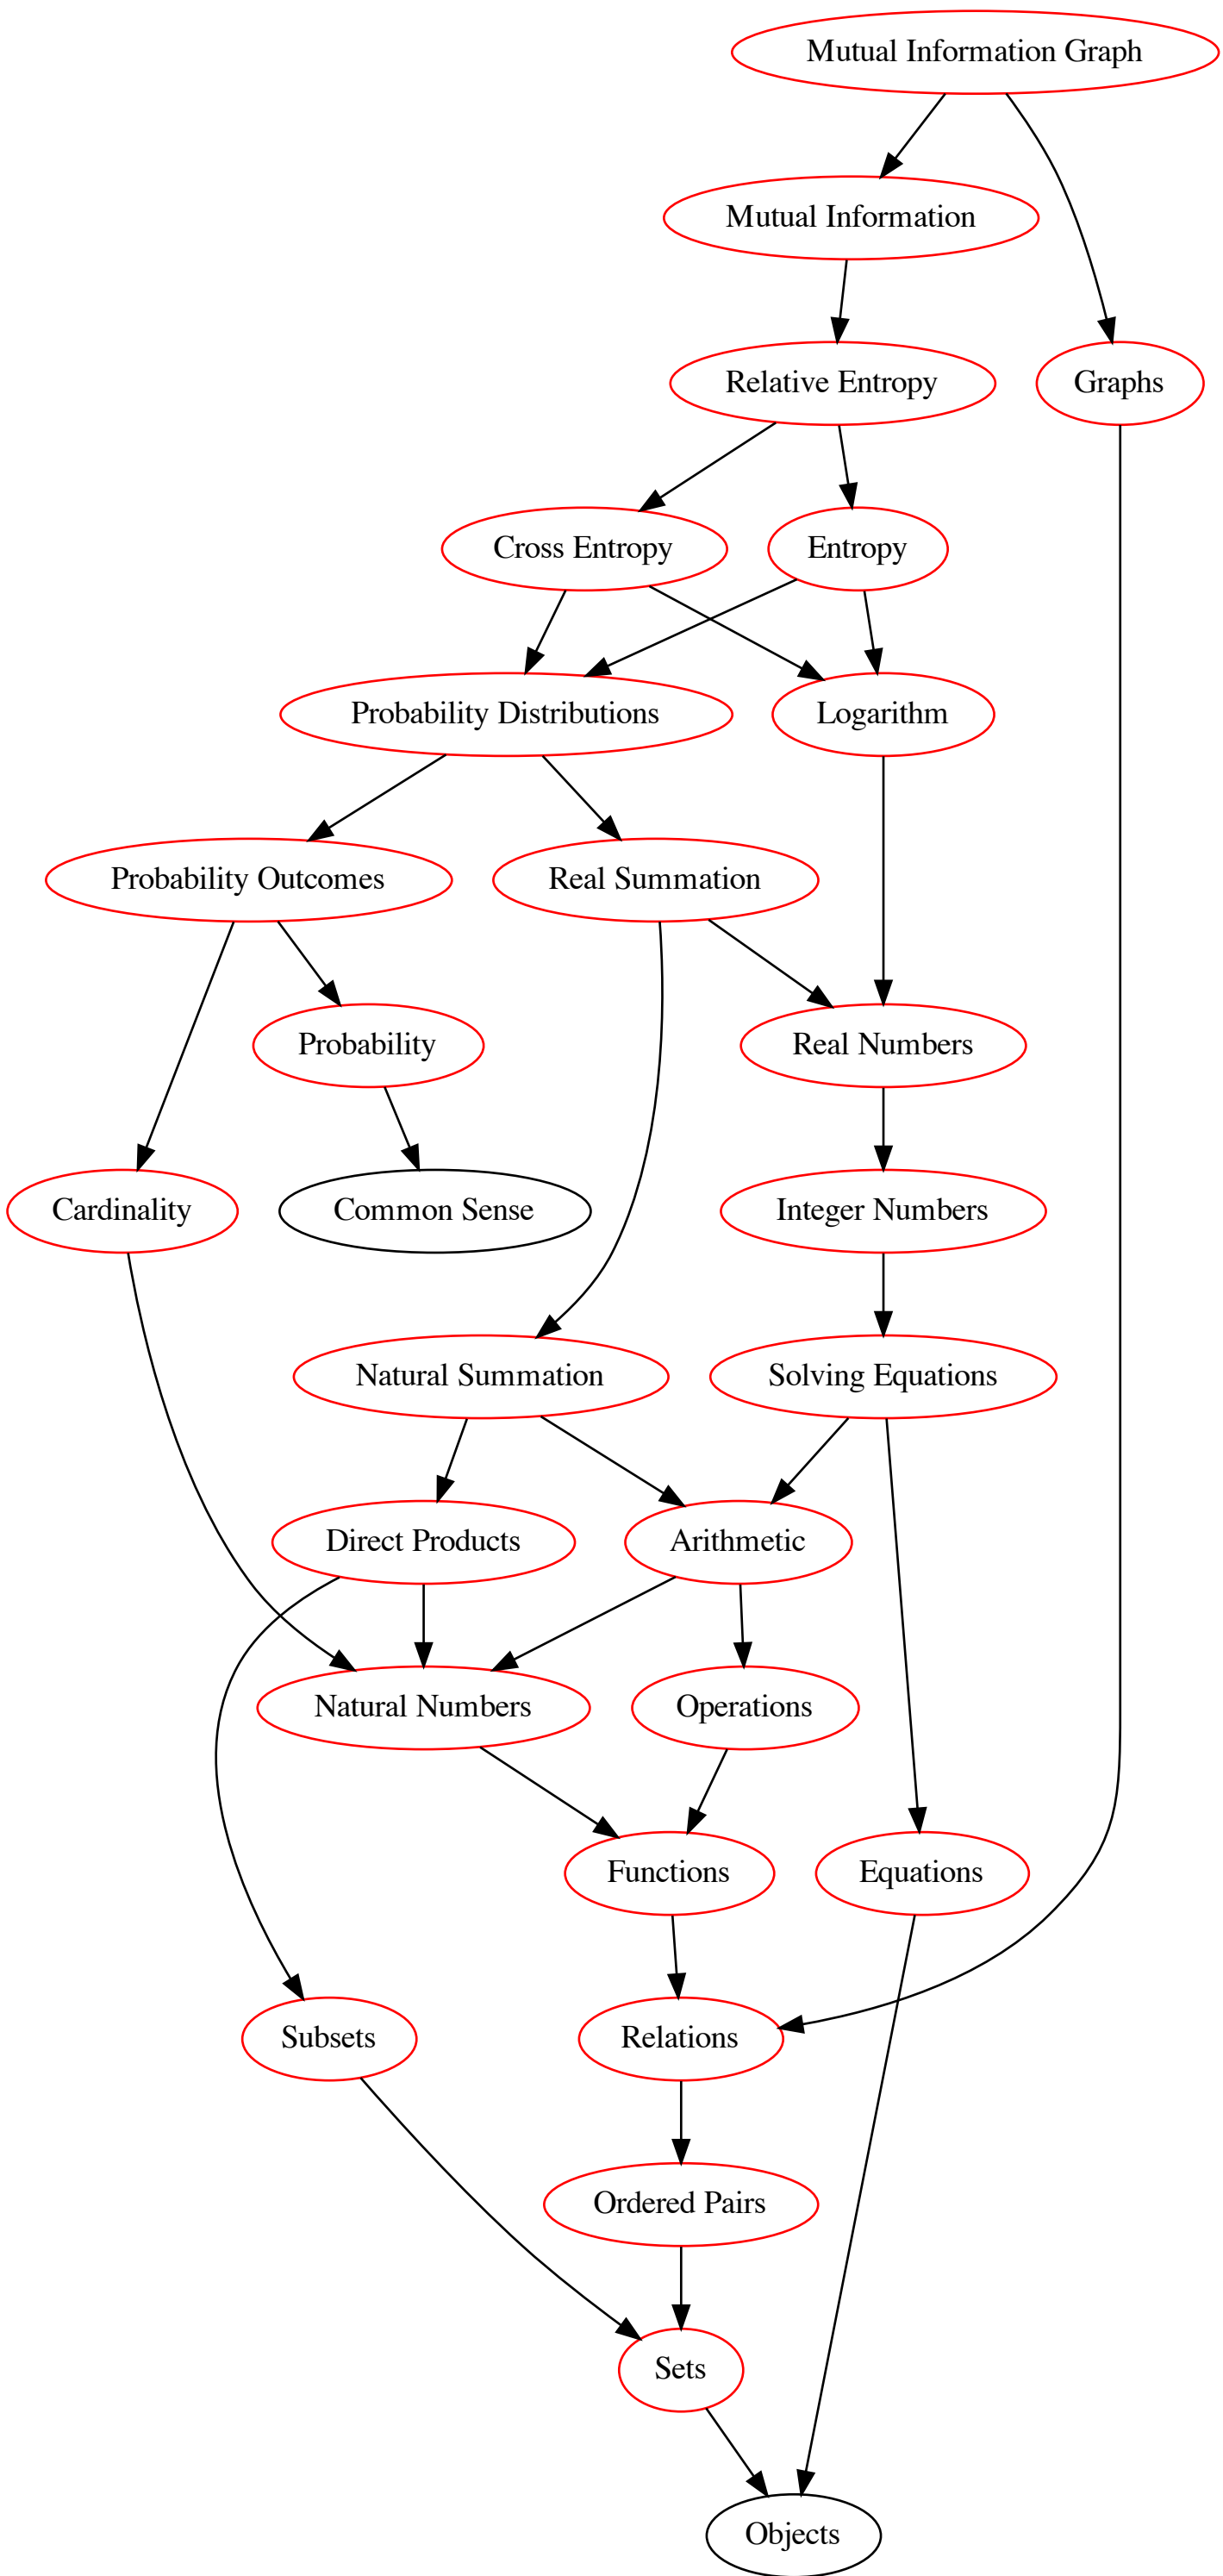 Mutual Information Graph
Mutual Information
Relative Entropy
Graphs
Cross Entropy
Entropy
Probability Distributions
Logarithm
Probability Outcomes
Real Summation
Probability
Real Numbers
Cardinality
Common Sense
Integer Numbers
Natural Summation
Solving Equations
Direct Products
Arithmetic
Natural Numbers
Operations
Functions
Equations
Subsets
Relations
Ordered Pairs
Sets
Objects